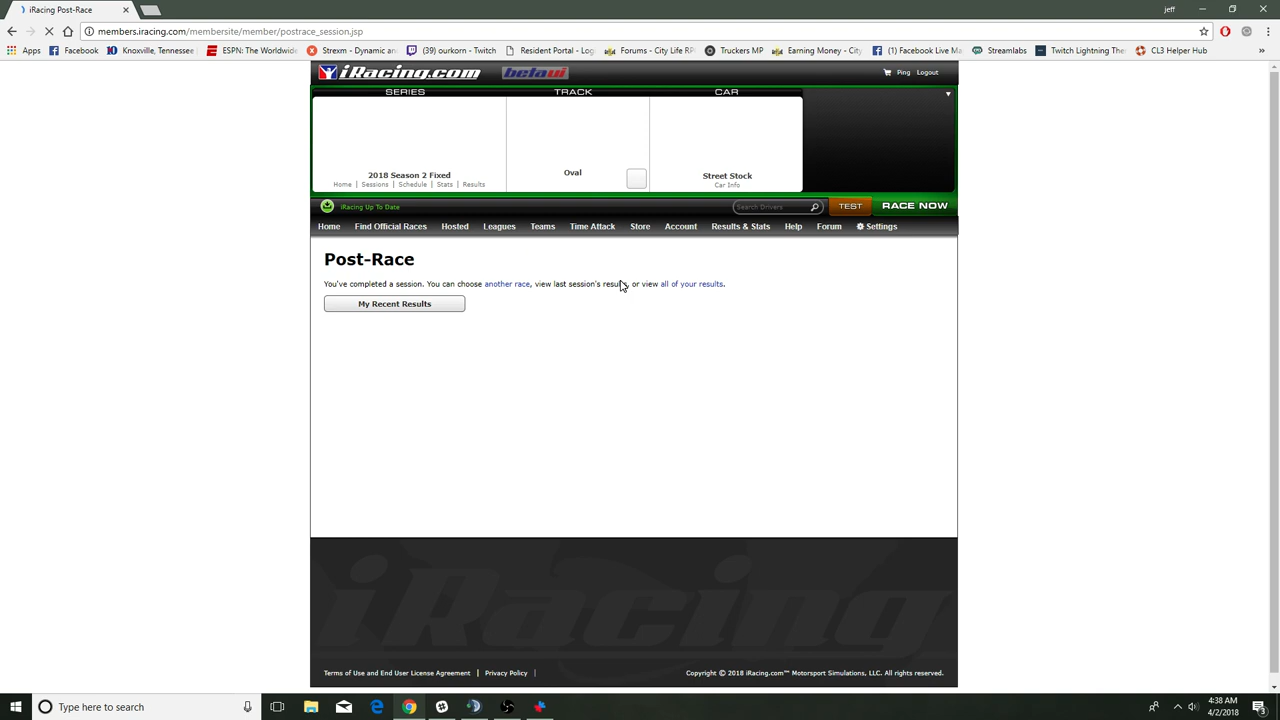 iRacing Post-Race
jeff
members.iracing.com/membersite/member/postrace_session.jsp
Apps
Facebook
Knoxville, Tennessee
ESPN: The Worldwide
Strexm - Dynamic an
(39) ourkorn - Twitch
Resident Portal - Log
Forums - City Life RP
Truckers MP
Earning Money - City
(1) Facebook Live Ma
Streamlabs
Twitch Lightning The
CL3 Helper Hub
»
iRacing.com
betaui
Ping
Logout
SERIES
TRACK
CAR
2018 Season 2 Fixed
Home | Sessions | Schedule | Stats | Results
Oval
Street Stock
Car Info
iRacing Up To Date
Search Drivers
TEST
RACE NOW
Home
Find Official Races
Hosted
Leagues
Teams
Time Attack
Store
Account
Results & Stats
Help
Forum
Settings
Post-Race
You've completed a session. You can choose another race, view last session's results, or view all of your results.
My Recent Results
iRacing
Terms of Use and End User License Agreement | Privacy Policy |
Copyright © 2018 iRacing.com™ Motorsport Simulations, LLC. All rights reserved.
Type here to search
4:38 AM
4/2/2018